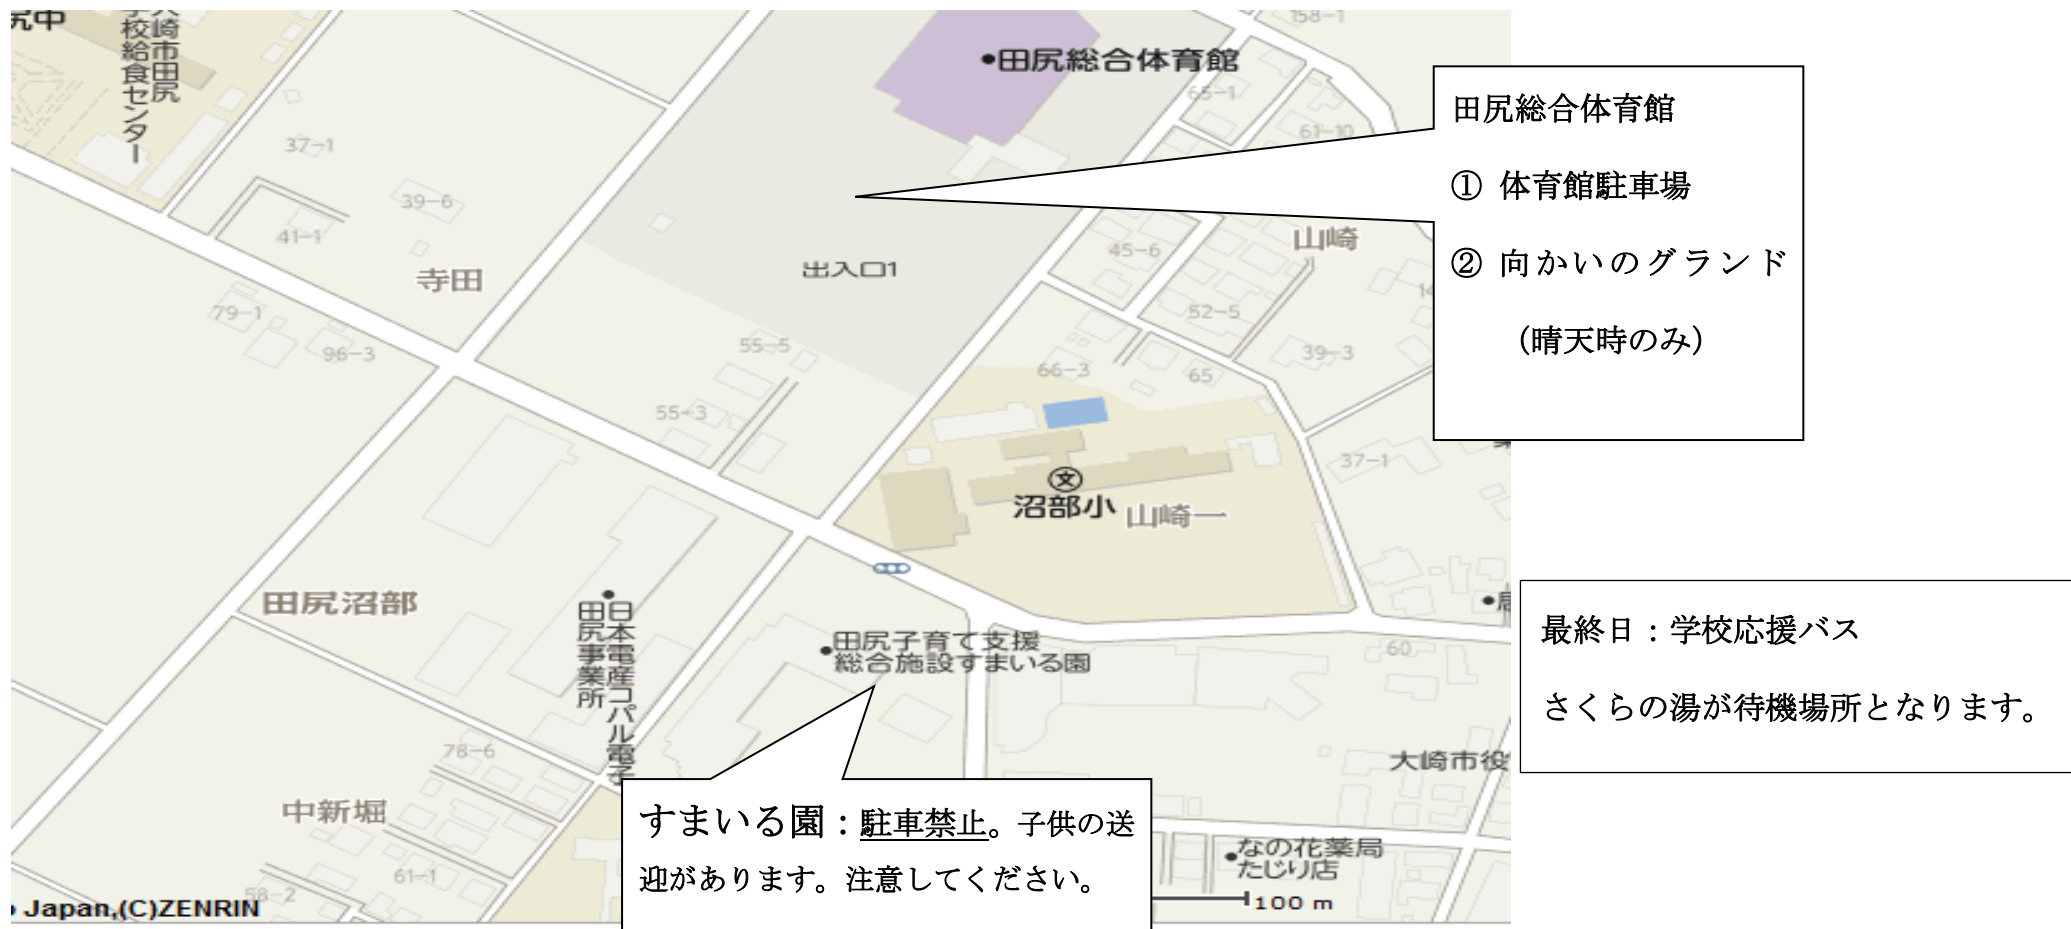 尻中
大崎市田尻
学校給食センター
•田尻総合体育館
158-1
65-1
61-10
37-1
39-6
41-1
寺田
出入口1
45-6
山崎
52-5
14
79-1
96-3
55-5
39-3
66-3
65
55-3
37-1
沼部小
山崎一
田尻沼部
日本電産コパル電子
田尻事業所
•田尻子育て支援
総合施設すまいる園
60
78-6
大崎市役
中新堀
なの花薬局
たじり店
61-1
58-2
Japan,(C)ZENRIN
100 m
田尻総合体育館
① 体育館駐車場
② 向かいのグランド
（晴天時のみ）
最終日：学校応援バス
さくらの湯が待機場所となります。
すまいる園：駐車禁止。子供の送
迎があります。注意してください。